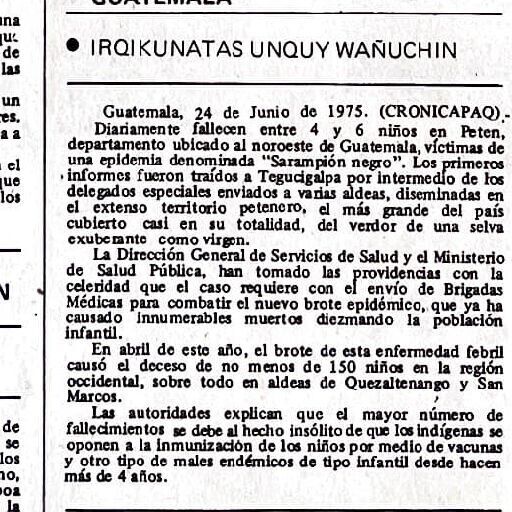 GUATEMALA
• IRQIKUNATAS UNQUY WAÑUCHIN
Guatemala, 24 de Junio de 1975. (CRONICAPAQ).-
Diariamente fallecen entre 4 y 6 niños en Peten,
departamento ubicado al noroeste de Guatemala, víctimas de
una epidemia denominada "Sarampión negro". Los primeros
informes fueron traídos a Tegucigalpa por intermedio de los
delegados especiales enviados a varias aldeas, diseminadas en
el extenso territorio petenero, el más grande del país
cubierto casi en su totalidad, del verdor de una selva
exuberante como virgen.
La Dirección General de Servicios de Salud y el Ministerio
de Salud Pública, han tomado las providencias con la
celeridad que el caso requiere con el envío de Brigadas
Médicas para combatir el nuevo brote epidémico, que ya ha
causado innumerables muertos diezmando la población
infantil.
En abril de este año, el brote de esta enfermedad febril
causó el deceso de no menos de 150 niños en la región
occidental, sobre todo en aldeas de Quezaltenango y San
Marcos.
Las autoridades explican que el mayor número de
fallecimientos se debe al hecho insólito de que los indígenas se
oponen a la inmunización de los niños por medio de vacunas
y otro tipo de males endémicos de tipo infantil desde hacen
más de 4 años.